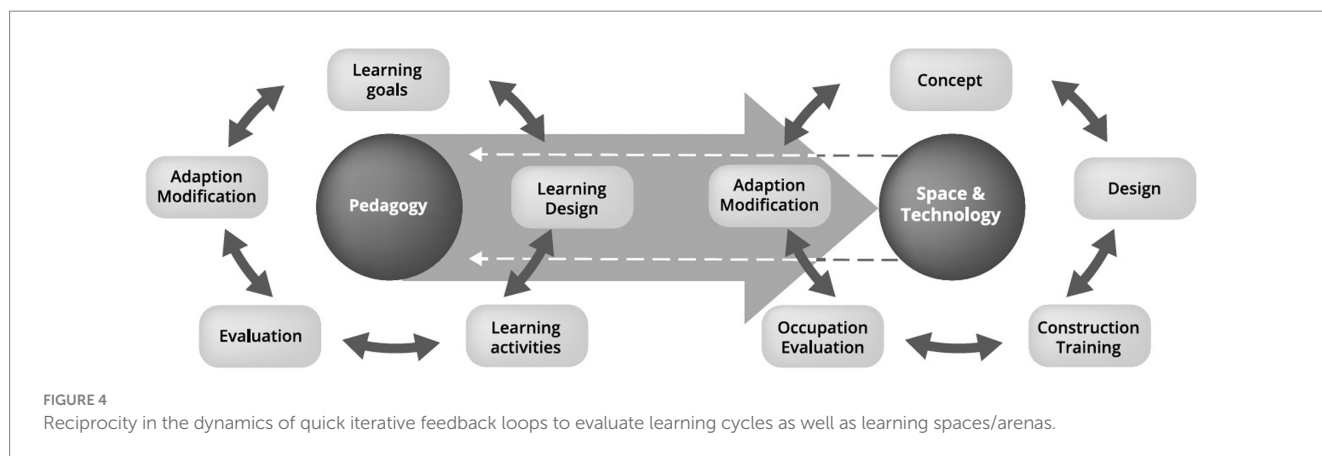 Learning
goals
Concept
Adaption
Modification
Pedagogy
Learning
Design
Adaption
Modification
Space &
Technology
Design
Evaluation
Learning
activities
Occupation
Evaluation
Construction
Training
FIGURE 4
Reciprocity in the dynamics of quick iterative feedback loops to evaluate learning cycles as well as learning spaces/arenas.